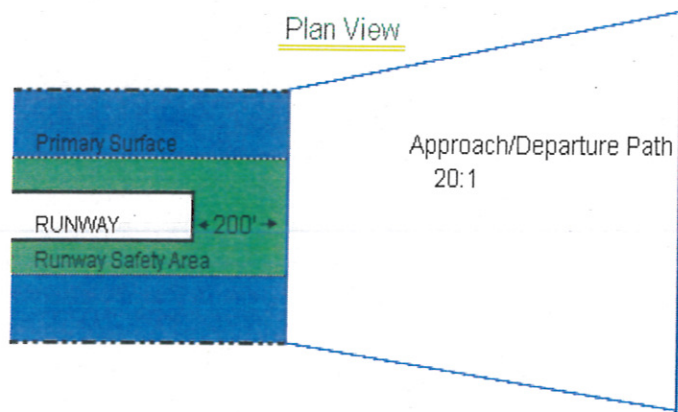 Plan View
Primary Surface
Approach/Departure Path
20:1
RUNWAY
200'
Runway Safety Area